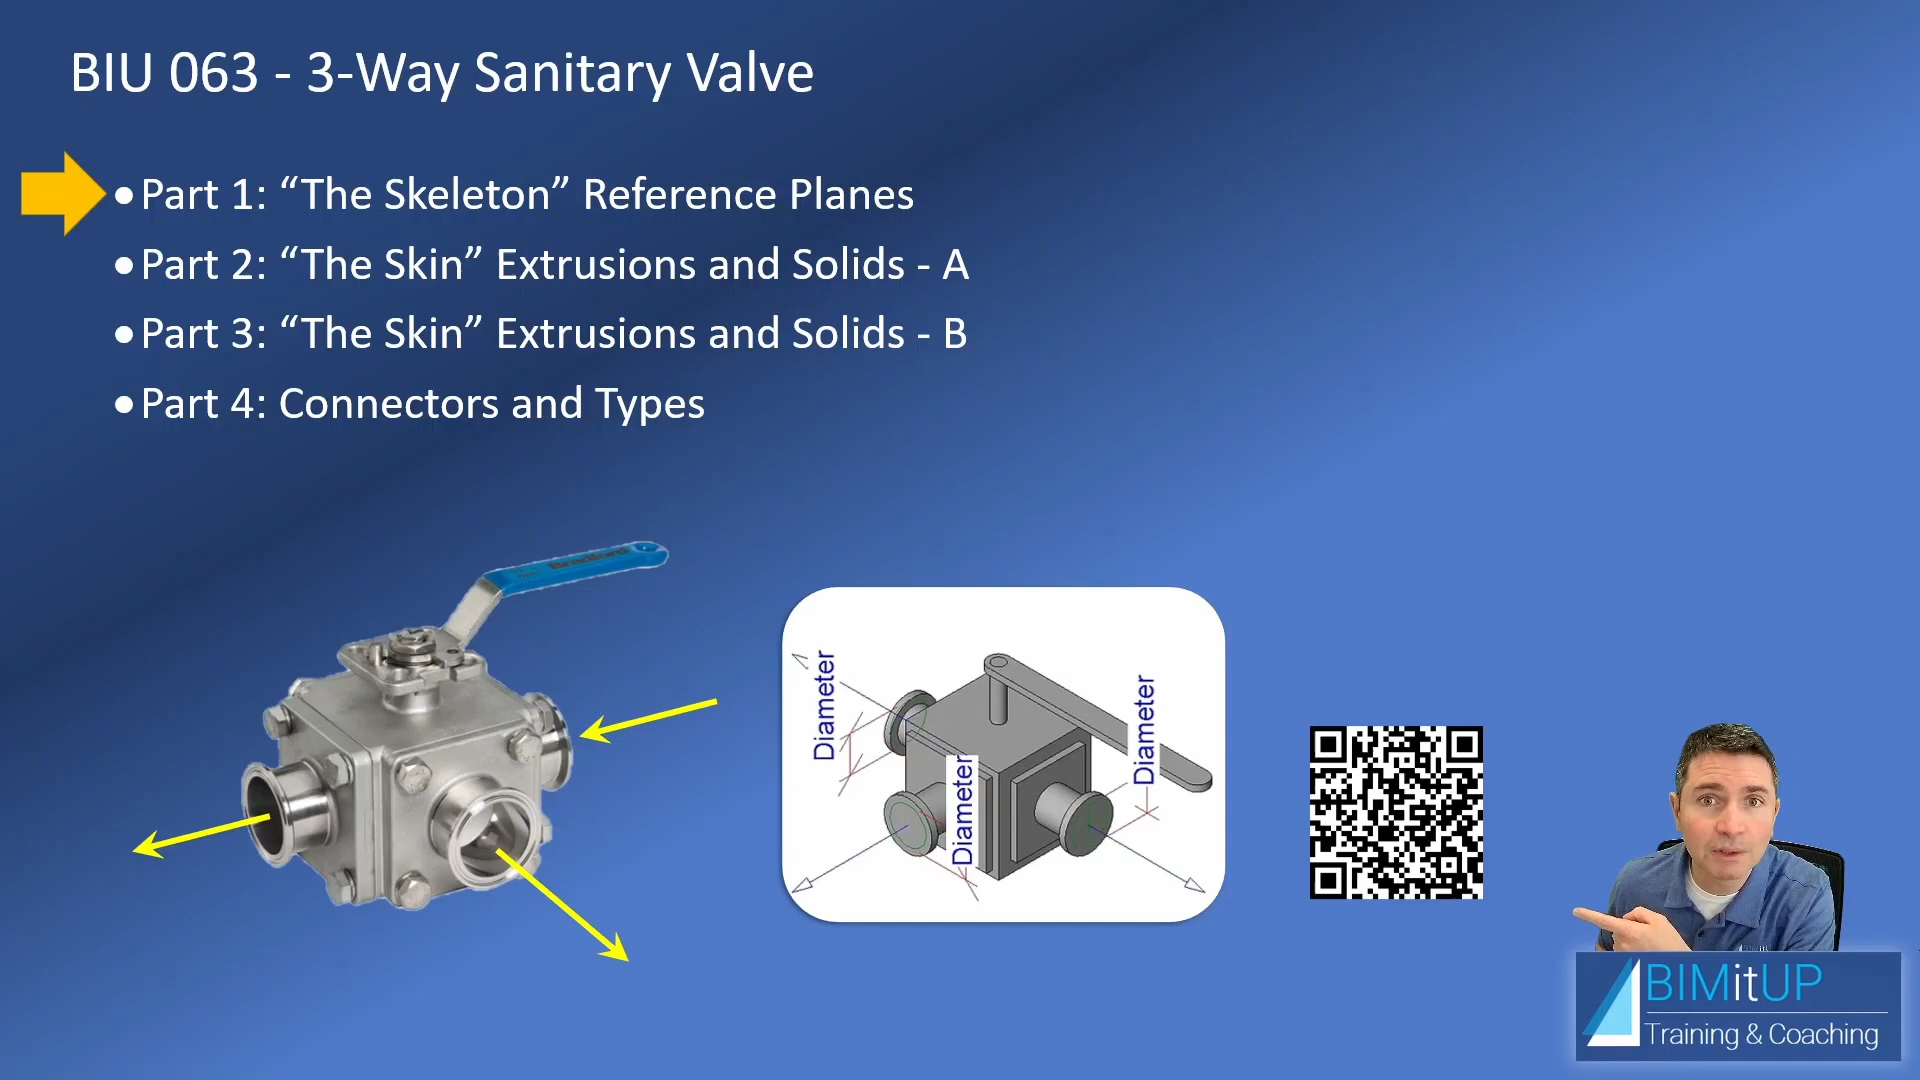 BIU 063 - 3-Way Sanitary Valve
•Part 1: “The Skeleton” Reference Planes
•Part 2: “The Skin” Extrusions and Solids - A
•Part 3: “The Skin” Extrusions and Solids - B
•Part 4: Connectors and Types
Bradford
Diameter
Diameter
Diameter
BIMitUP
Training & Coaching